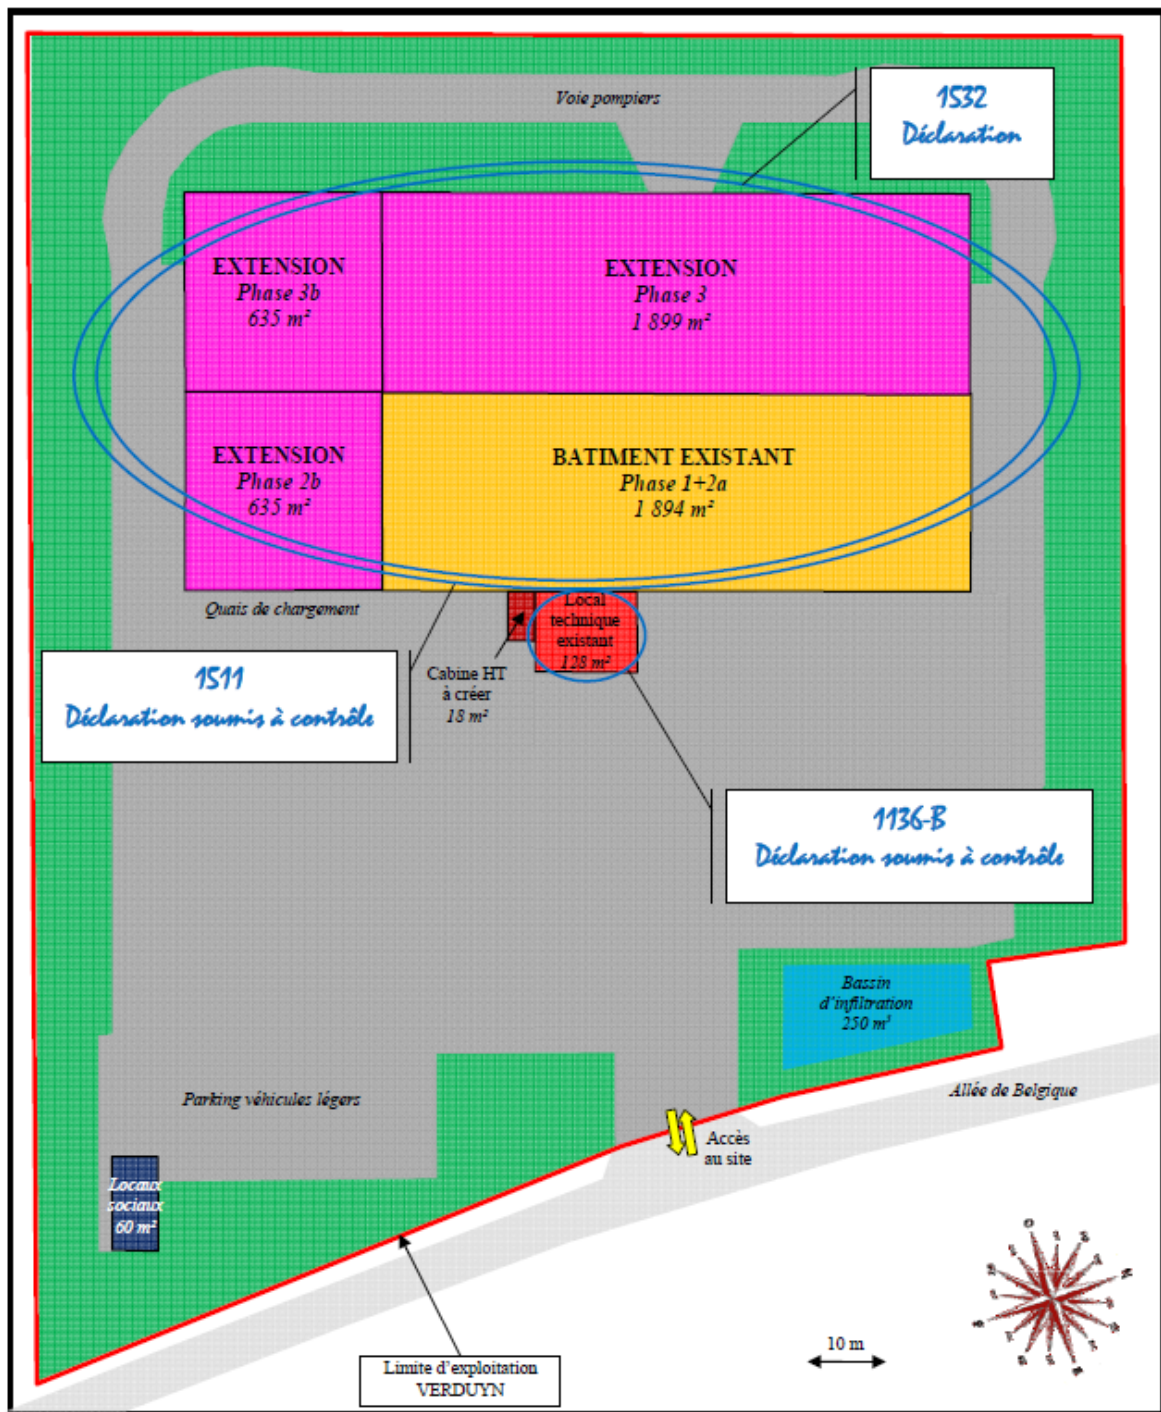 Voie pompiers
1532
Déclaration
EXTENSION
Phase 3b
635 m²
EXTENSION
Phase 3
1 899 m²
EXTENSION
Phase 2b
635 m²
BATIMENT EXISTANT
Phase 1+2a
1 894 m²
Quais de chargement
Local
technique
existant
128 m²
Cabine HT
à créer
18 m²
1511
Déclaration soumis à contrôle
1136-B
Déclaration soumis à contrôle
Bassin
d'infiltration
250 m³
Allée de Belgique
Parking véhicules légers
Accès
au site
Locaux
sociaux
60 m²
10 m
Limite d'exploitation
VERDUYN